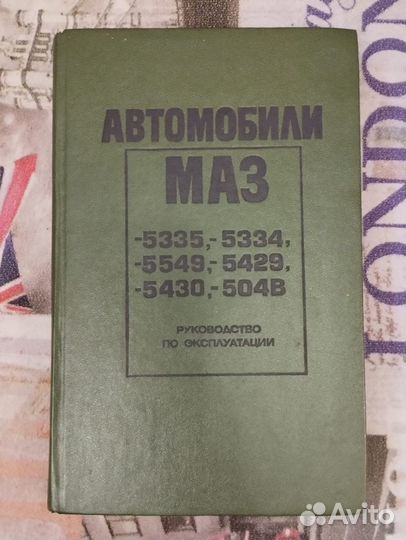 АВТОМОБИЛИ
МАЗ
-5335,-5334,
-5549,-5429,
-5430,-504В
РУКОВОДСТВО
ПО ЭКСПЛУАТАЦИИ
LONDON
Avito